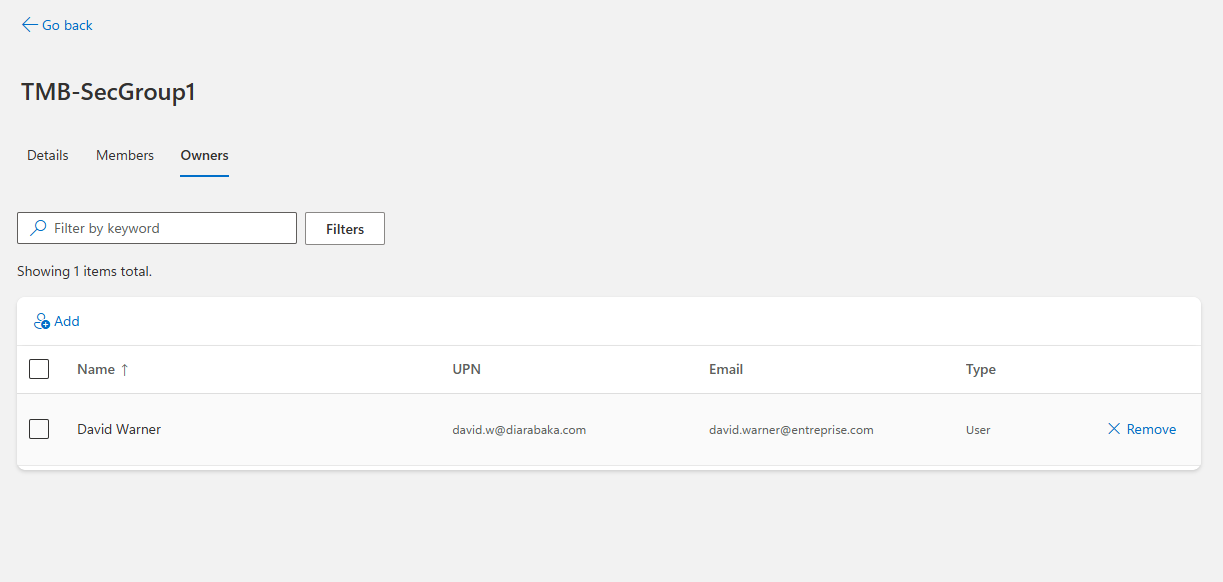 Go back
TMB-SecGroup1
Details Members Owners
Filter by keyword Filters
Showing 1 items total.
Add
Name ↑ UPN Email Type
David Warner david.w@diarabaka.com david.warner@entreprise.com User Remove